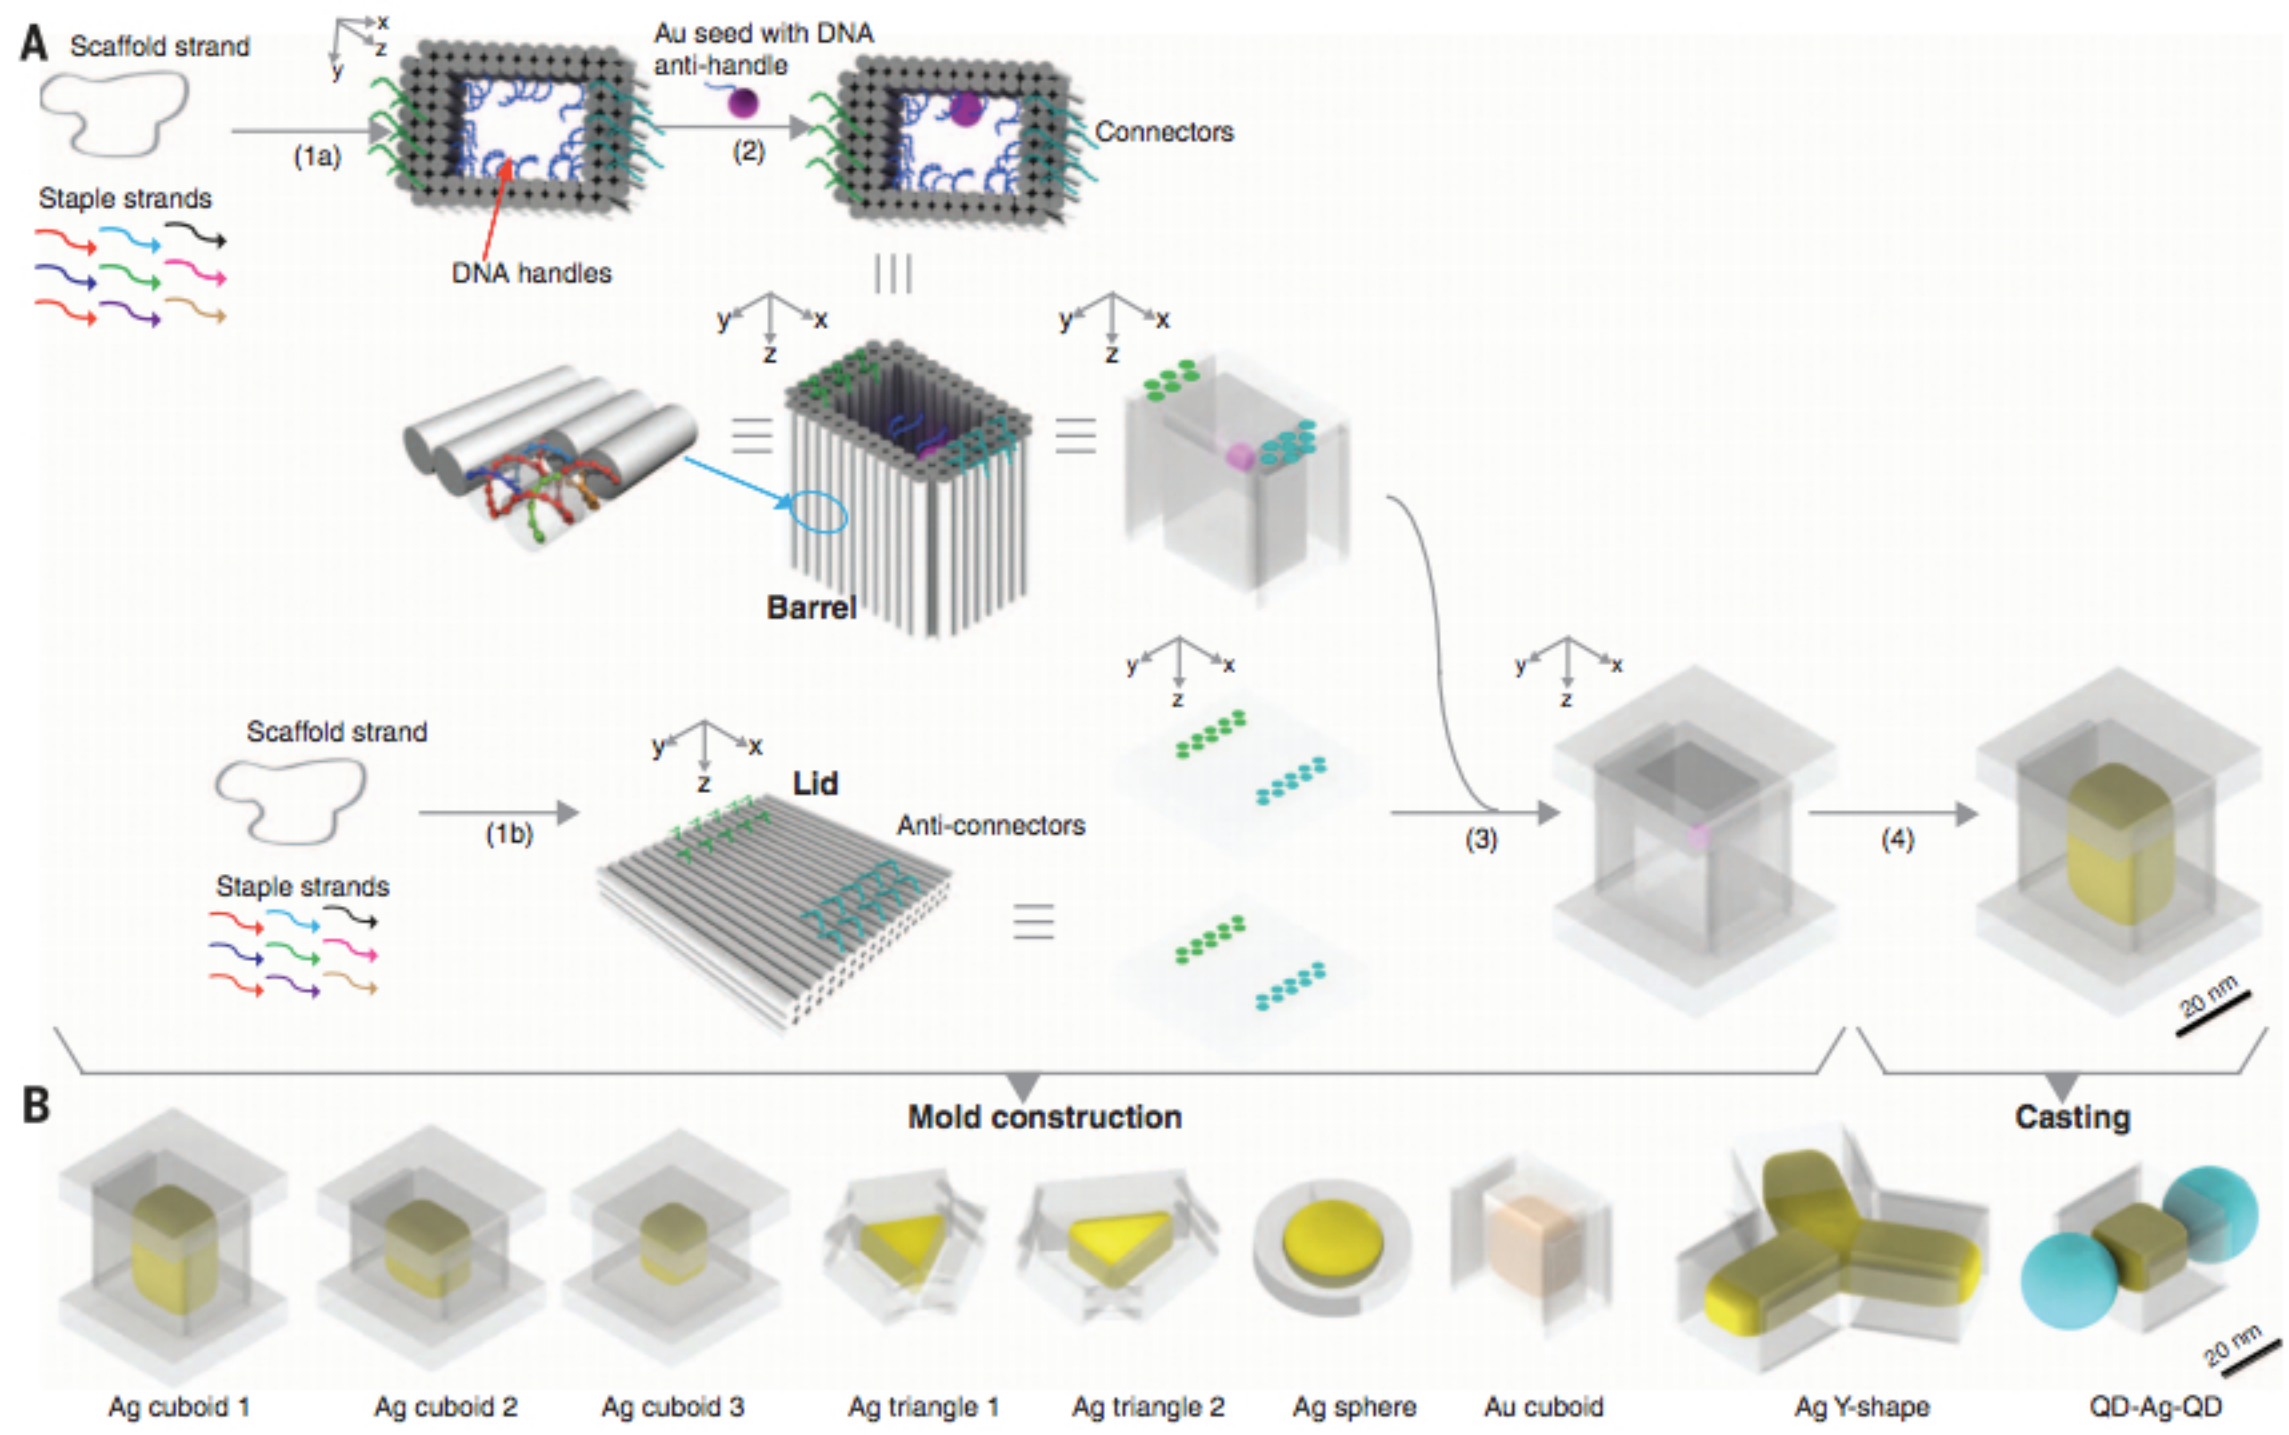 A
Scaffold strand
x
z
y
Au seed with DNA
anti-handle
(1a)
(2)
Connectors
Staple strands
DNA handles
y
x
z
y
x
z
Barrel
y
x
z
y
x
z
Scaffold strand
y
x
z
Lid
Anti-connectors
(1b)
(3)
(4)
Staple strands
20 nm
B
Mold construction
Casting
20 nm
Ag cuboid 1
Ag cuboid 2
Ag cuboid 3
Ag triangle 1
Ag triangle 2
Ag sphere
Au cuboid
Ag Y-shape
QD-Ag-QD